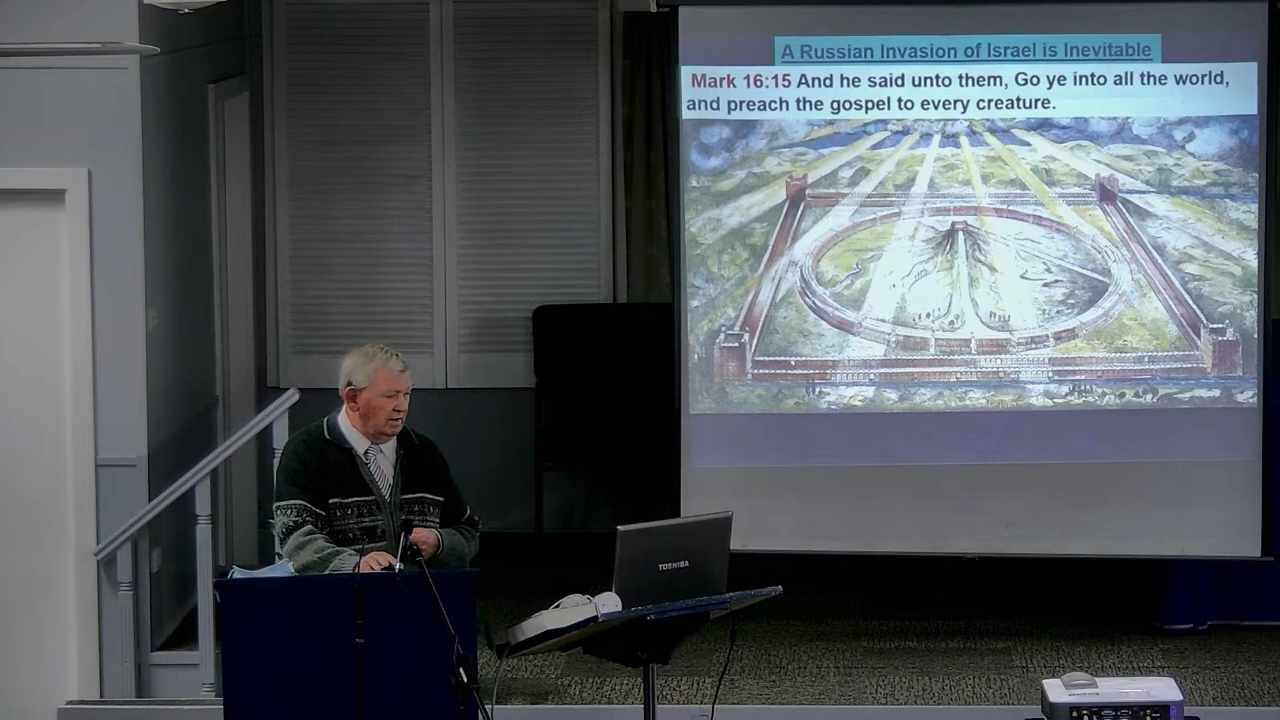 A Russian Invasion of Israel is Inevitable
Mark 16:15 And he said unto them, Go ye into all the world,
and preach the gospel to every creature.
TOSHIBA